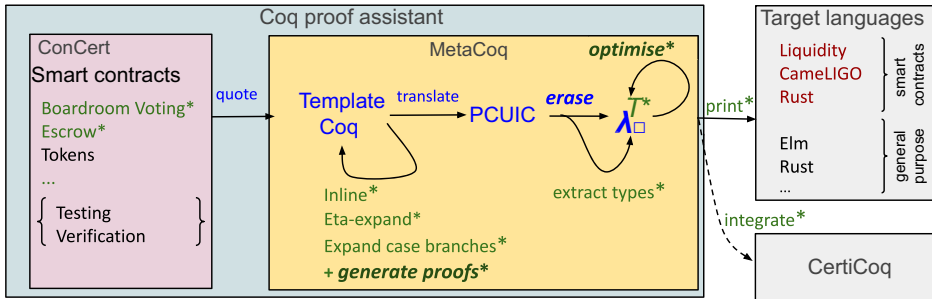 Coq proof assistant
ConCert
Smart contracts
Boardroom Voting*
Escrow*
Tokens
...
Testing
Verification
quote
MetaCoq
optimise*
Template
Coq
translate
PCUIC
erase
T*
λ□
Inline*
Eta-expand*
Expand case branches*
+ generate proofs*
extract types*
print*
integrate*
Target languages
Liquidity
CameLIGO
Rust
smart
contracts
Elm
Rust
...
general
purpose
CertiCoq